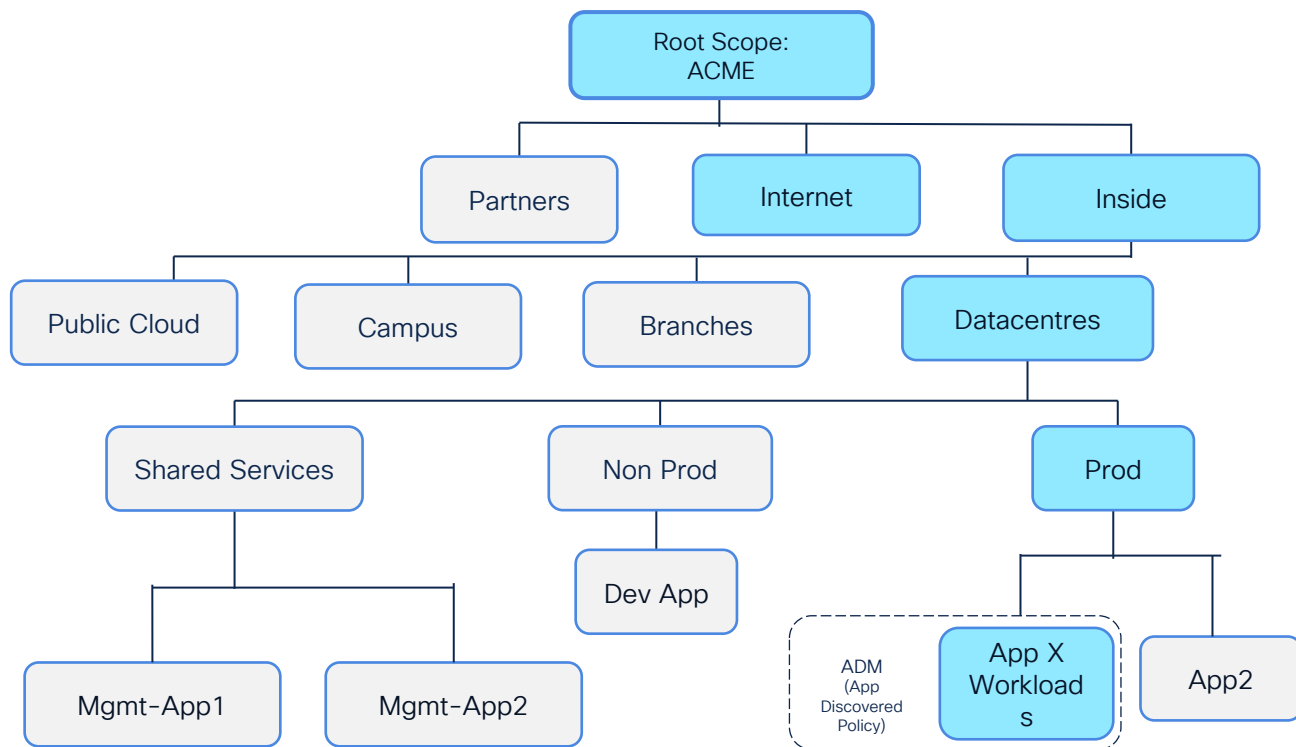 Root Scope:
ACME
Partners
Internet
Inside
Public Cloud
Campus
Branches
Datacentres
Shared Services
Non Prod
Prod
Dev App
Mgmt-App1
Mgmt-App2
ADM
(App
Discovered
Policy)
App X
Workload
s
App2